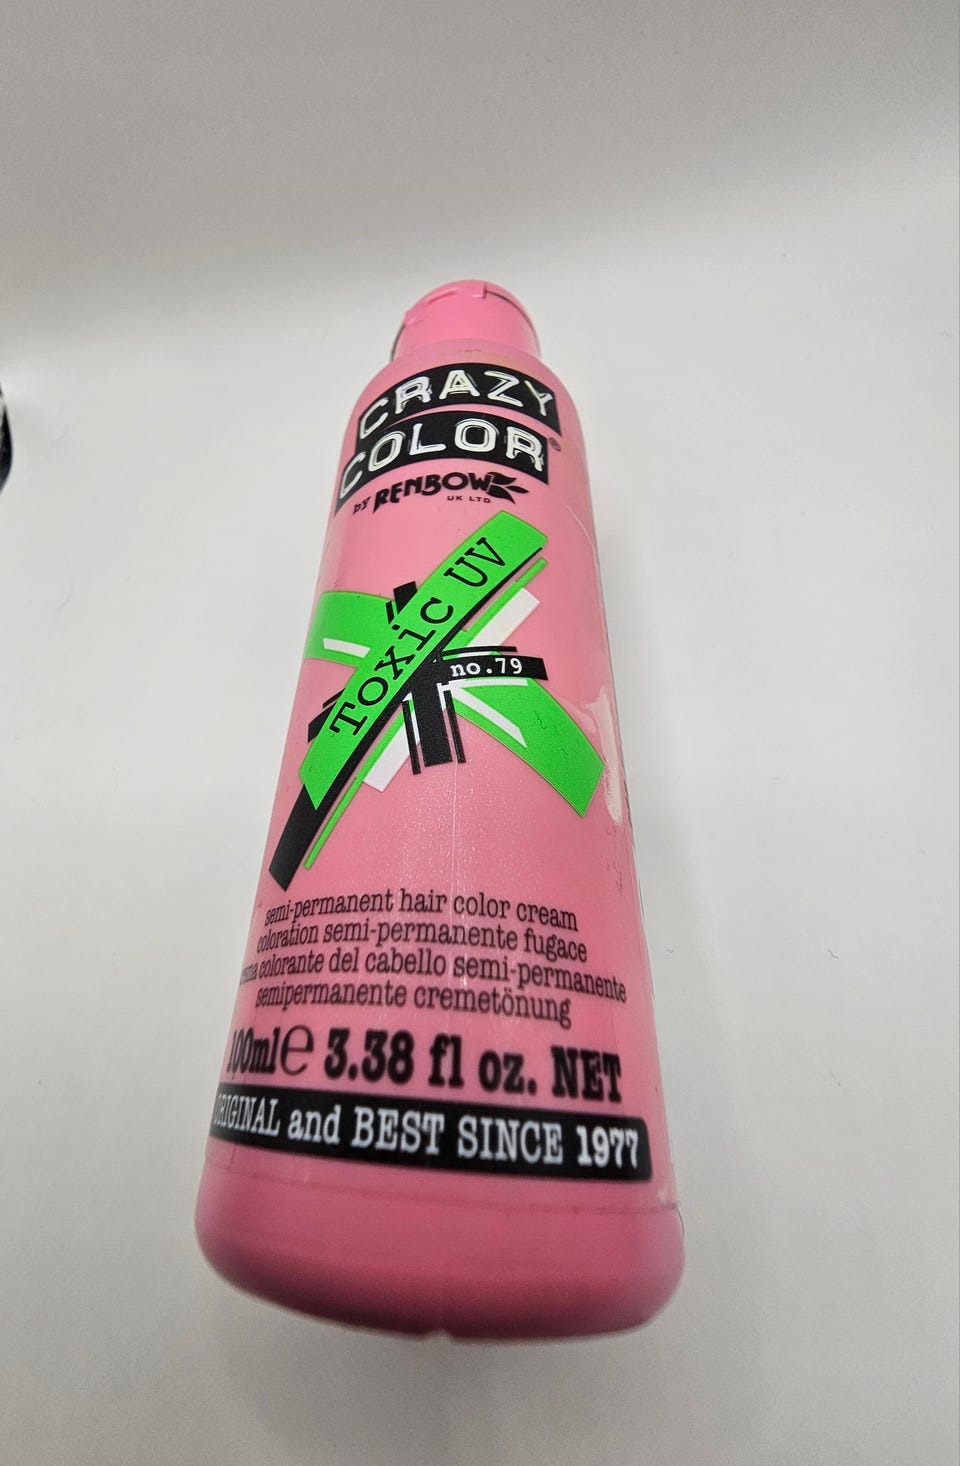 CRAZY
COLOR®
by RENBOW
UK LTD
Toxic UV
no.79
semi-permanent hair color cream
coloration semi-permanente fugace
colorante del cabello semi-permanente
semipermanente cremetönung
100ml℮ 3.38 fl oz. NET
ORIGINAL and BEST SINCE 1977